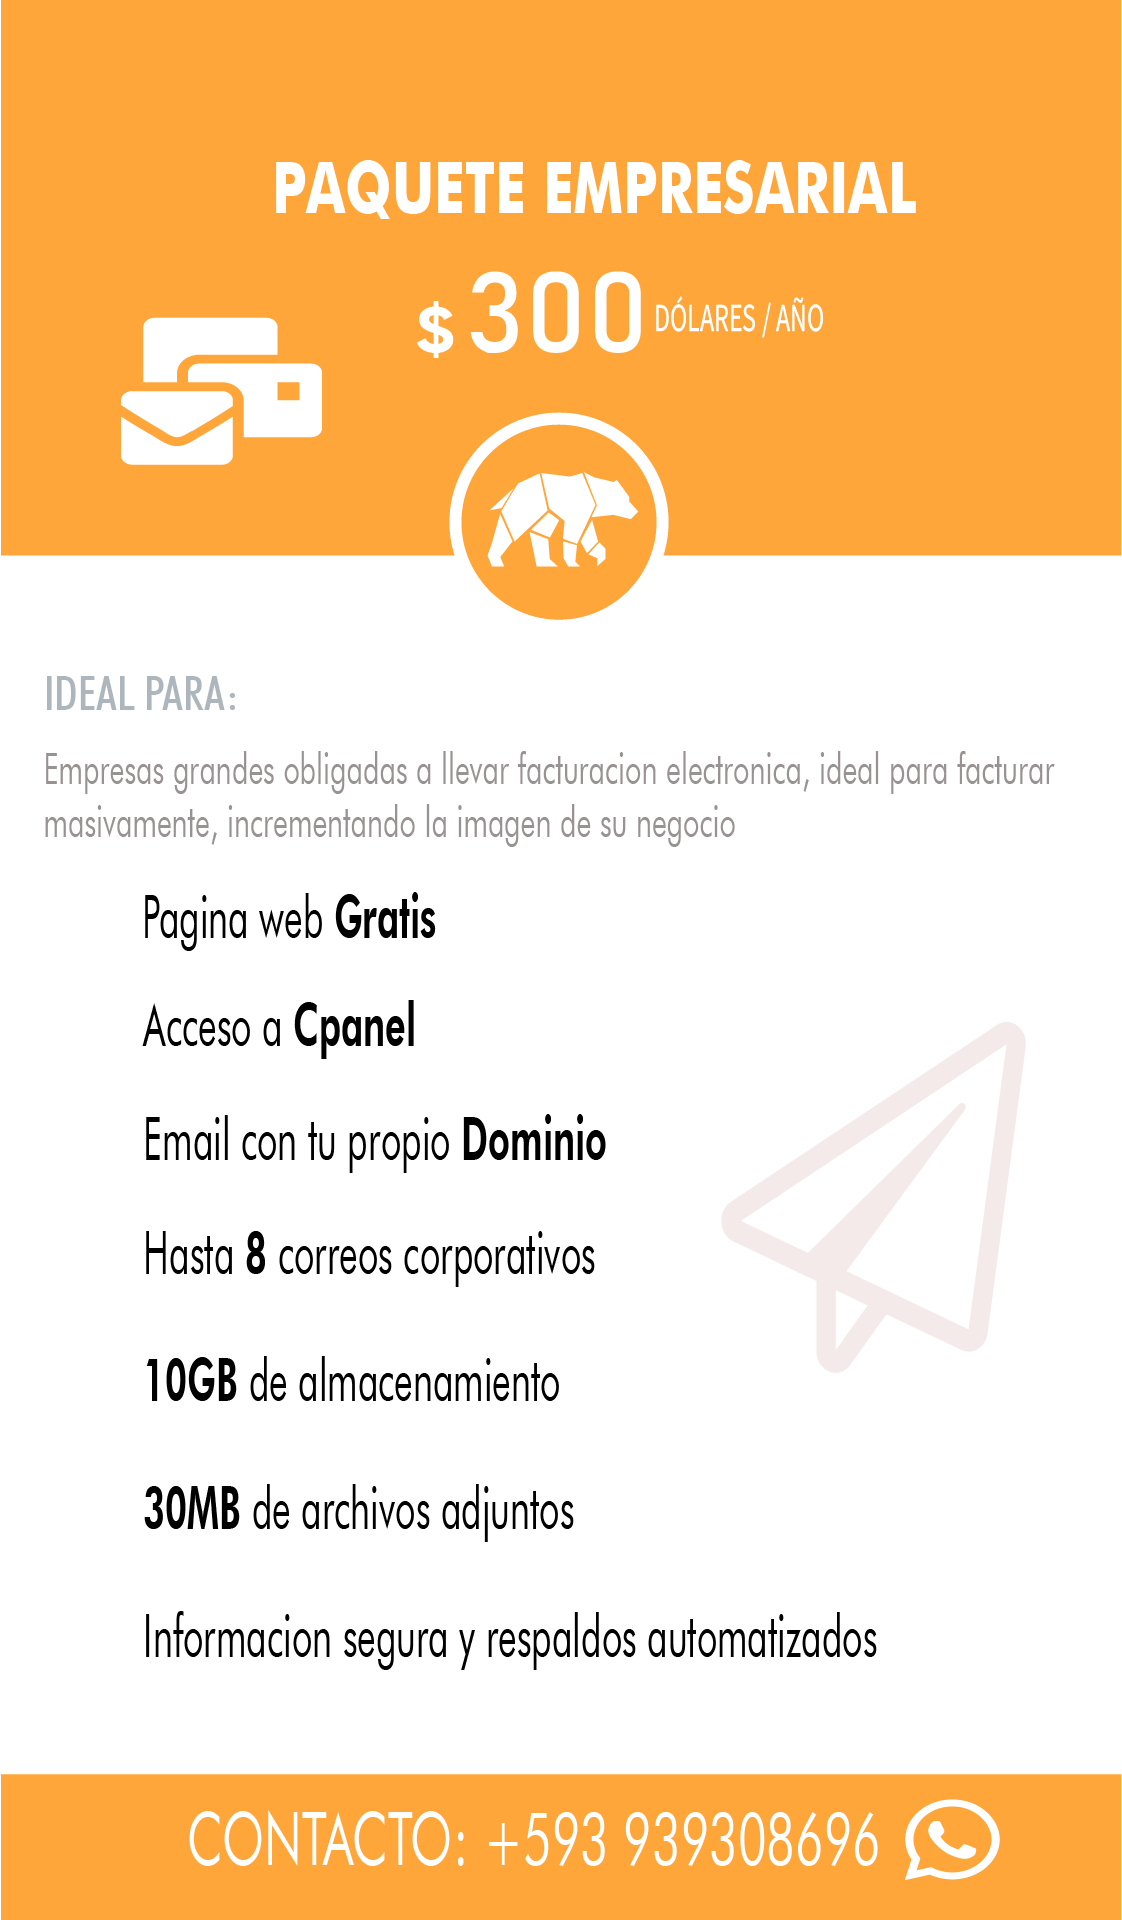 PAQUETE EMPRESARIAL
$ 300 DÓLARES / AÑO
IDEAL PARA:
Empresas grandes obligadas a llevar facturacion electronica, ideal para facturar
masivamente, incrementando la imagen de su negocio
Pagina web Gratis
Acceso a Cpanel
Email con tu propio Dominio
Hasta 8 correos corporativos
10GB de almacenamiento
30MB de archivos adjuntos
Informacion segura y respaldos automatizados
CONTACTO: +593 939308696